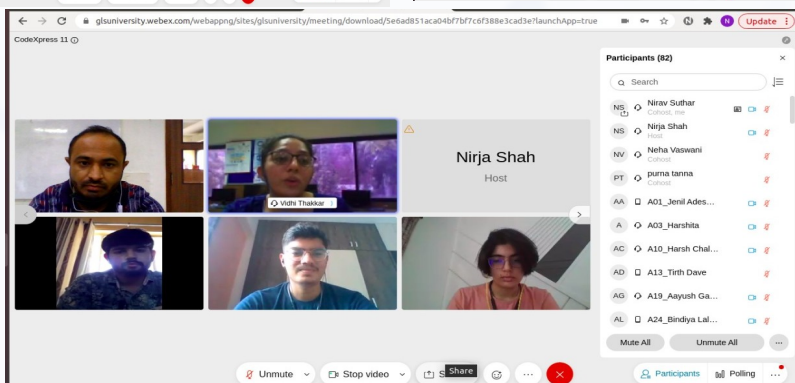 glsuniversity.webex.com/webappng/sites/glsuniversity/meeting/download/5e6ad851aca04bf7bf7c6f388e3cad3e?launchApp=true
N
Update
CodeXpress 11
Vidhi Thakkar
Nirja Shah
Host
Participants (82)
Search
NS Nirav Suthar
Cohost, me
NS Nirja Shah
Host
NV Neha Vaswani
Cohost
PT purna tanna
Cohost
AA A01_Jenil Ades...
A A03_Harshita
AC A10_Harsh Chal...
AD A13_Tirth Dave
AG A19_Aayush Ga...
AL A24_Bindiya Lal...
Mute All Unmute All ...
Unmute Stop video S Share ...
Participants Polling ...